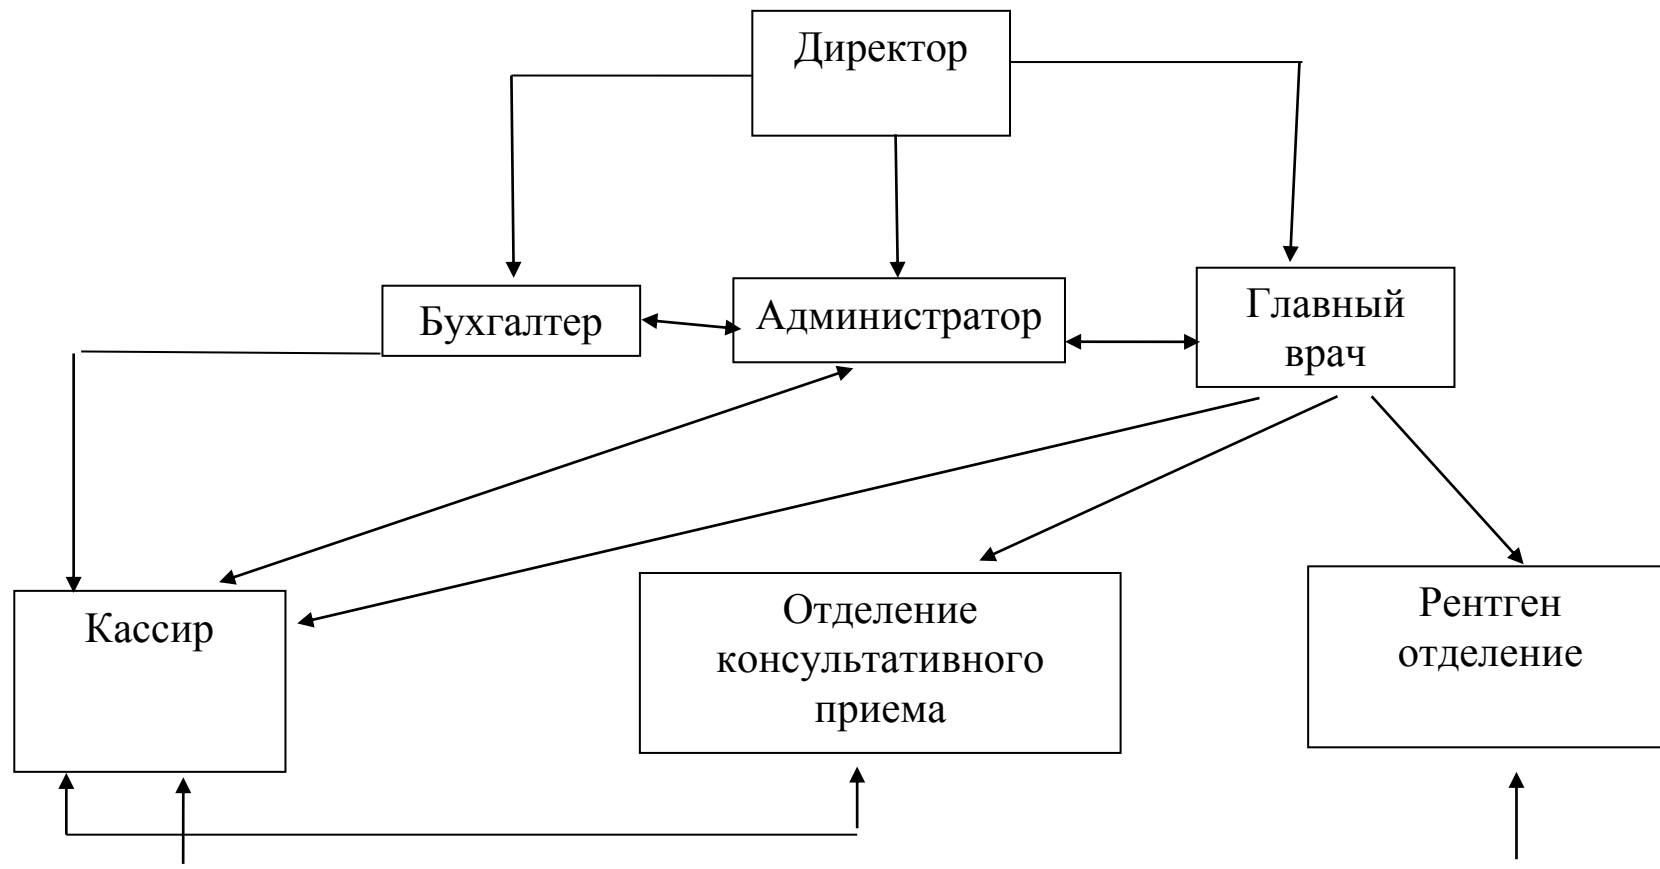 Директор
Бухгалтер
Администратор
Главный
врач
Кассир
Отделение
консультативного
приема
Рентген
отделение